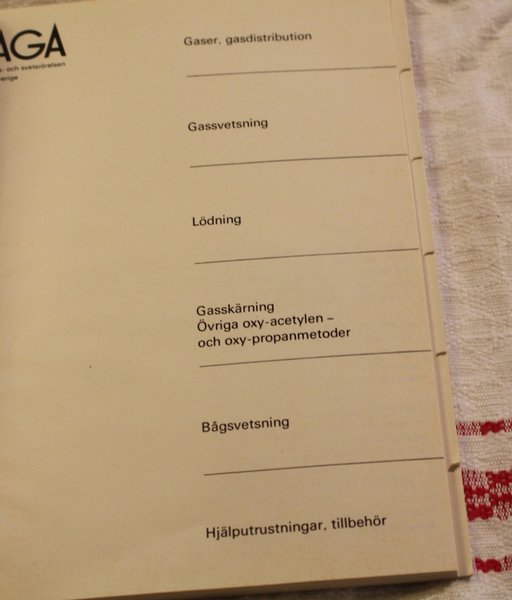 AGA
- och svetsrörelsen
Gaser, gasdistribution
Gassvetsning
Lödning
Gasskärning
Övriga oxy-acetylen –
och oxy-propanmetoder
Bågsvetsning
Hjälputrustningar, tillbehör